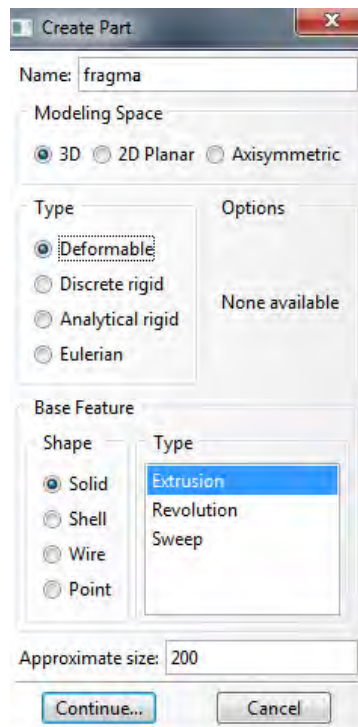 Create Part
Name: fragma
Modeling Space
3D 2D Planar Axisymmetric
Type
Options
Deformable
Discrete rigid
Analytical rigid
Eulerian
None available
Base Feature
Shape
Type
Solid
Shell
Wire
Point
Extrusion
Revolution
Sweep
Approximate size: 200
Continue... Cancel